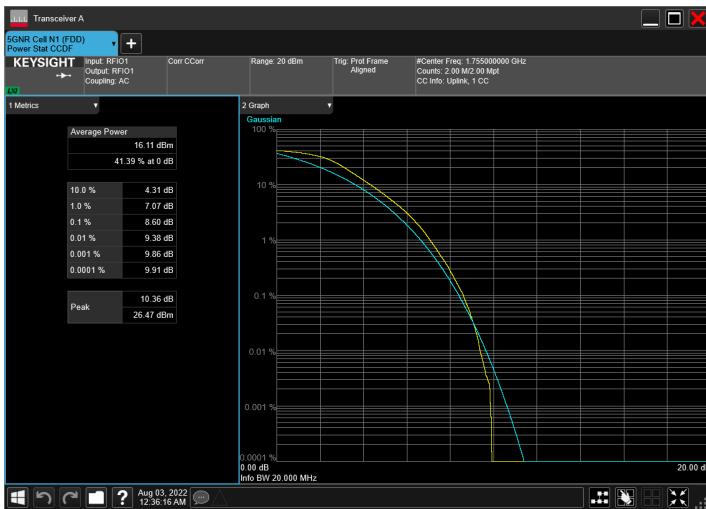 Transceiver A
5GNR Cell N1 (FDD)
Power Stat CCDF
KEYSIGHT
LXI
Input: RFIO1
Output: RFIO1
Coupling: AC
Corr CCorr
Range: 20 dBm
Trig: Prot Frame
Aligned
#Center Freq: 1.755000000 GHz
Counts: 2.00 M/2.00 Mpt
CC Info: Uplink, 1 CC
1 Metrics
Average Power
16.11 dBm
41.39 % at 0 dB
10.0 % 4.31 dB
1.0 % 7.07 dB
0.1 % 8.60 dB
0.01 % 9.38 dB
0.001 % 9.86 dB
0.0001 % 9.91 dB
Peak
10.36 dB
26.47 dBm
2 Graph
Gaussian
100 %
10 %
1 %
0.1 %
0.01 %
0.001 %
0.0001 %
0.00 dB
20.00 d
Info BW 20.000 MHz
?
Aug 03, 2022
12:36:16 AM